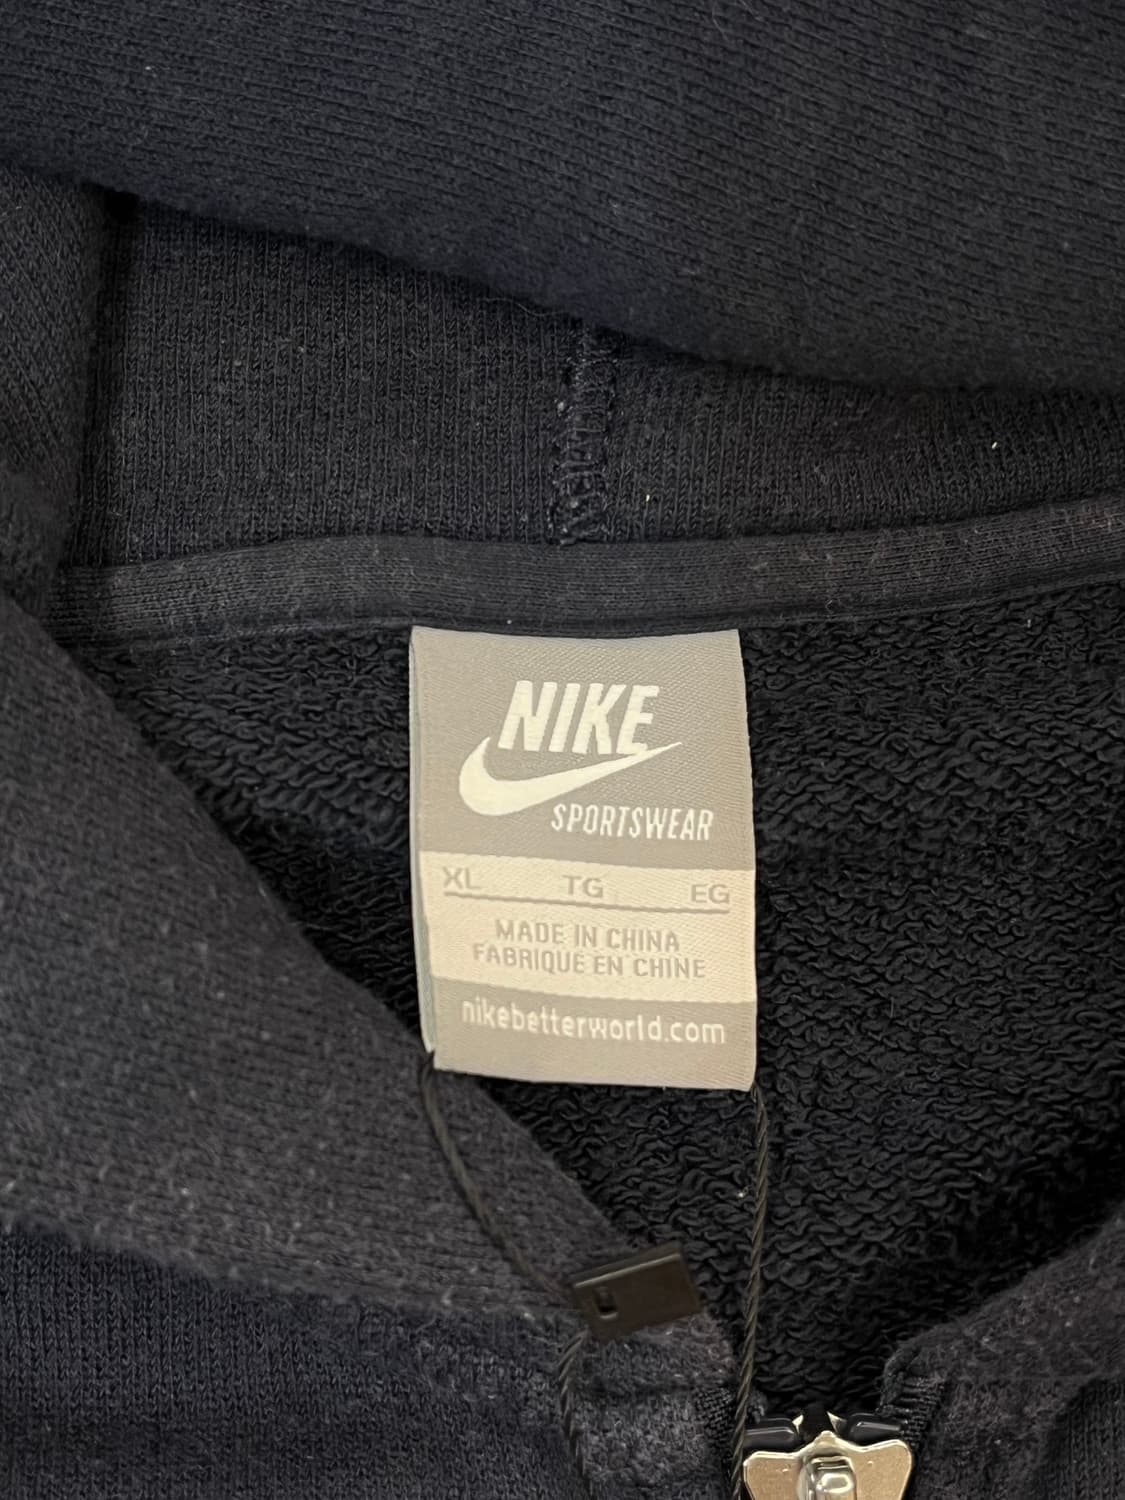 NIKE
SPORTSWEAR
XL TG EG
MADE IN CHINA
FABRIQUÉ EN CHINE
nikebetterworld.com